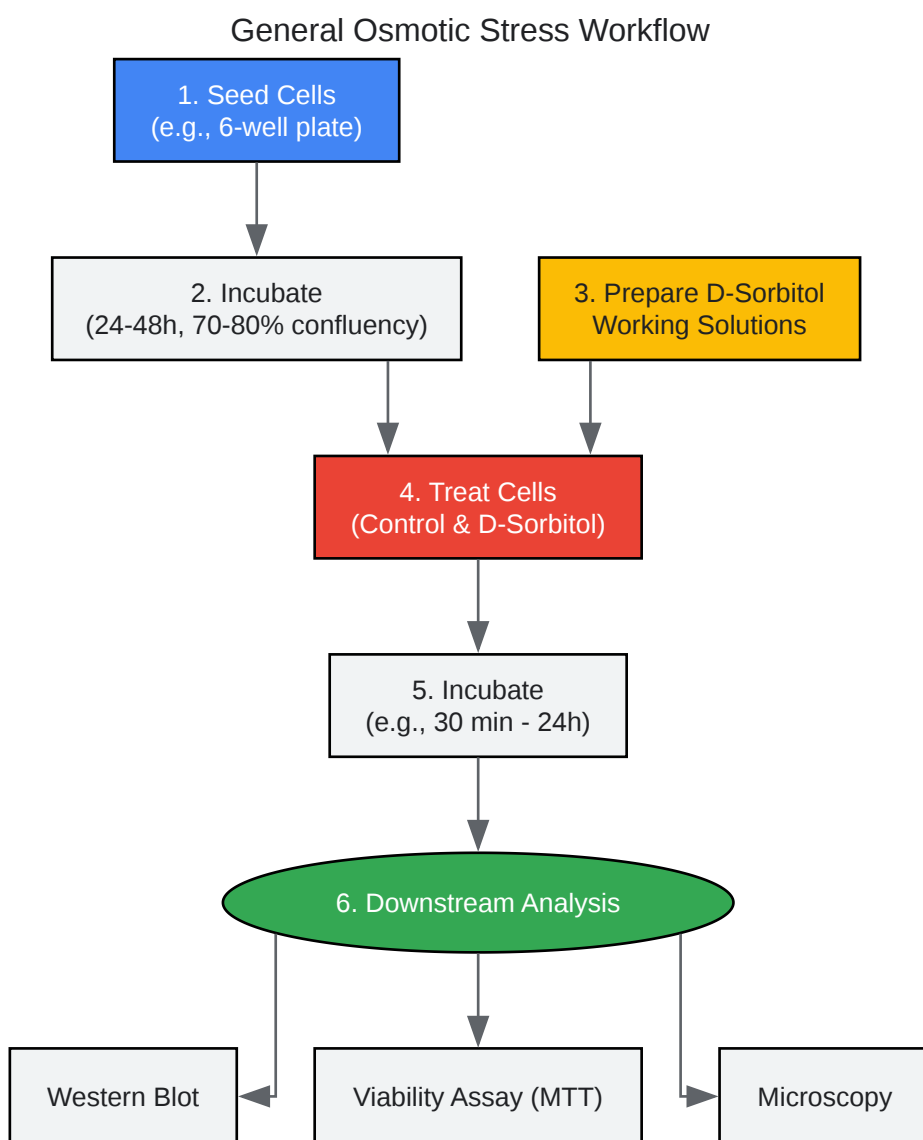 General Osmotic Stress Workflow
1. Seed Cells
(e.g., 6-well plate)
2. Incubate
(24-48h, 70-80% confluency)
3. Prepare D-Sorbitol
Working Solutions
4. Treat Cells
(Control & D-Sorbitol)
5. Incubate
(e.g., 30 min - 24h)
6. Downstream Analysis
Western Blot
Viability Assay (MTT)
Microscopy